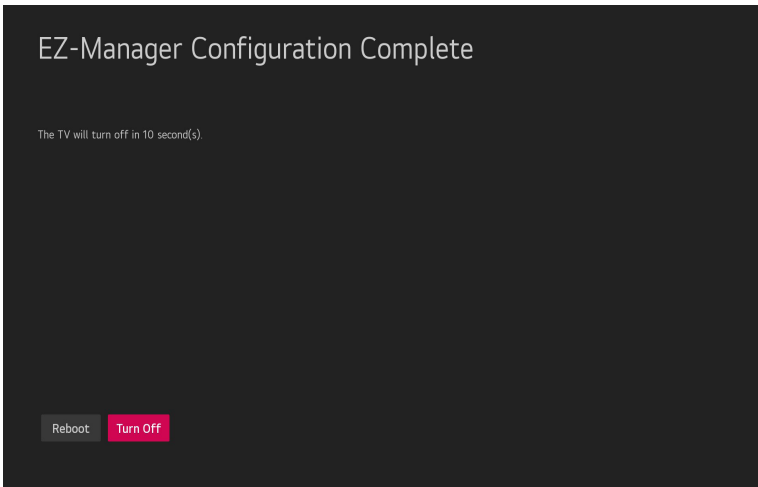 EZ-Manager Configuration Complete
The TV will turn off in 10 second(s).
Reboot
Turn Off